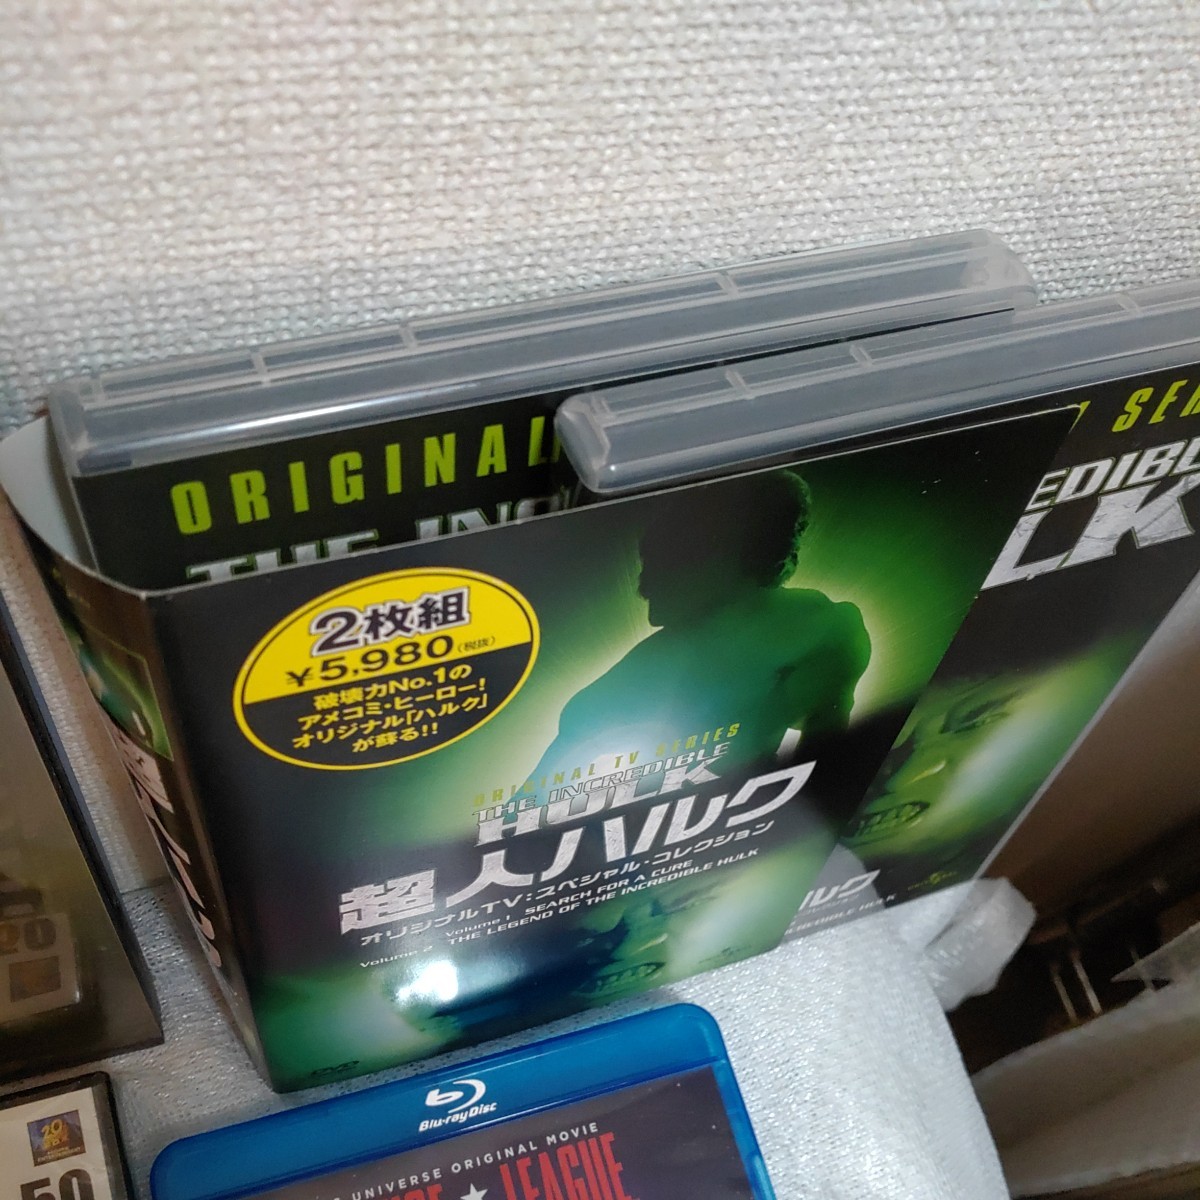 ORIGINAL
SER
EDIBL
LK
2枚組
¥5,980(税抜)
破壊力No.1の
アメコミ・ヒーロー!
オリジナル「ハルク」
が蘇る!!
ORIGINAL TV SERIES
THE INCREDIBLE
HULK
超人ハルク
オリジナルTV:スペシャル・コレクション
Volume 1 SEARCH FOR A CURE
Volume 2 THE LEGEND OF THE INCREDIBLE HULK
DVD
ルク
Blu-ray Disc
UNIVERSE ORIGINAL MOVIE
LEAGUE
20
50